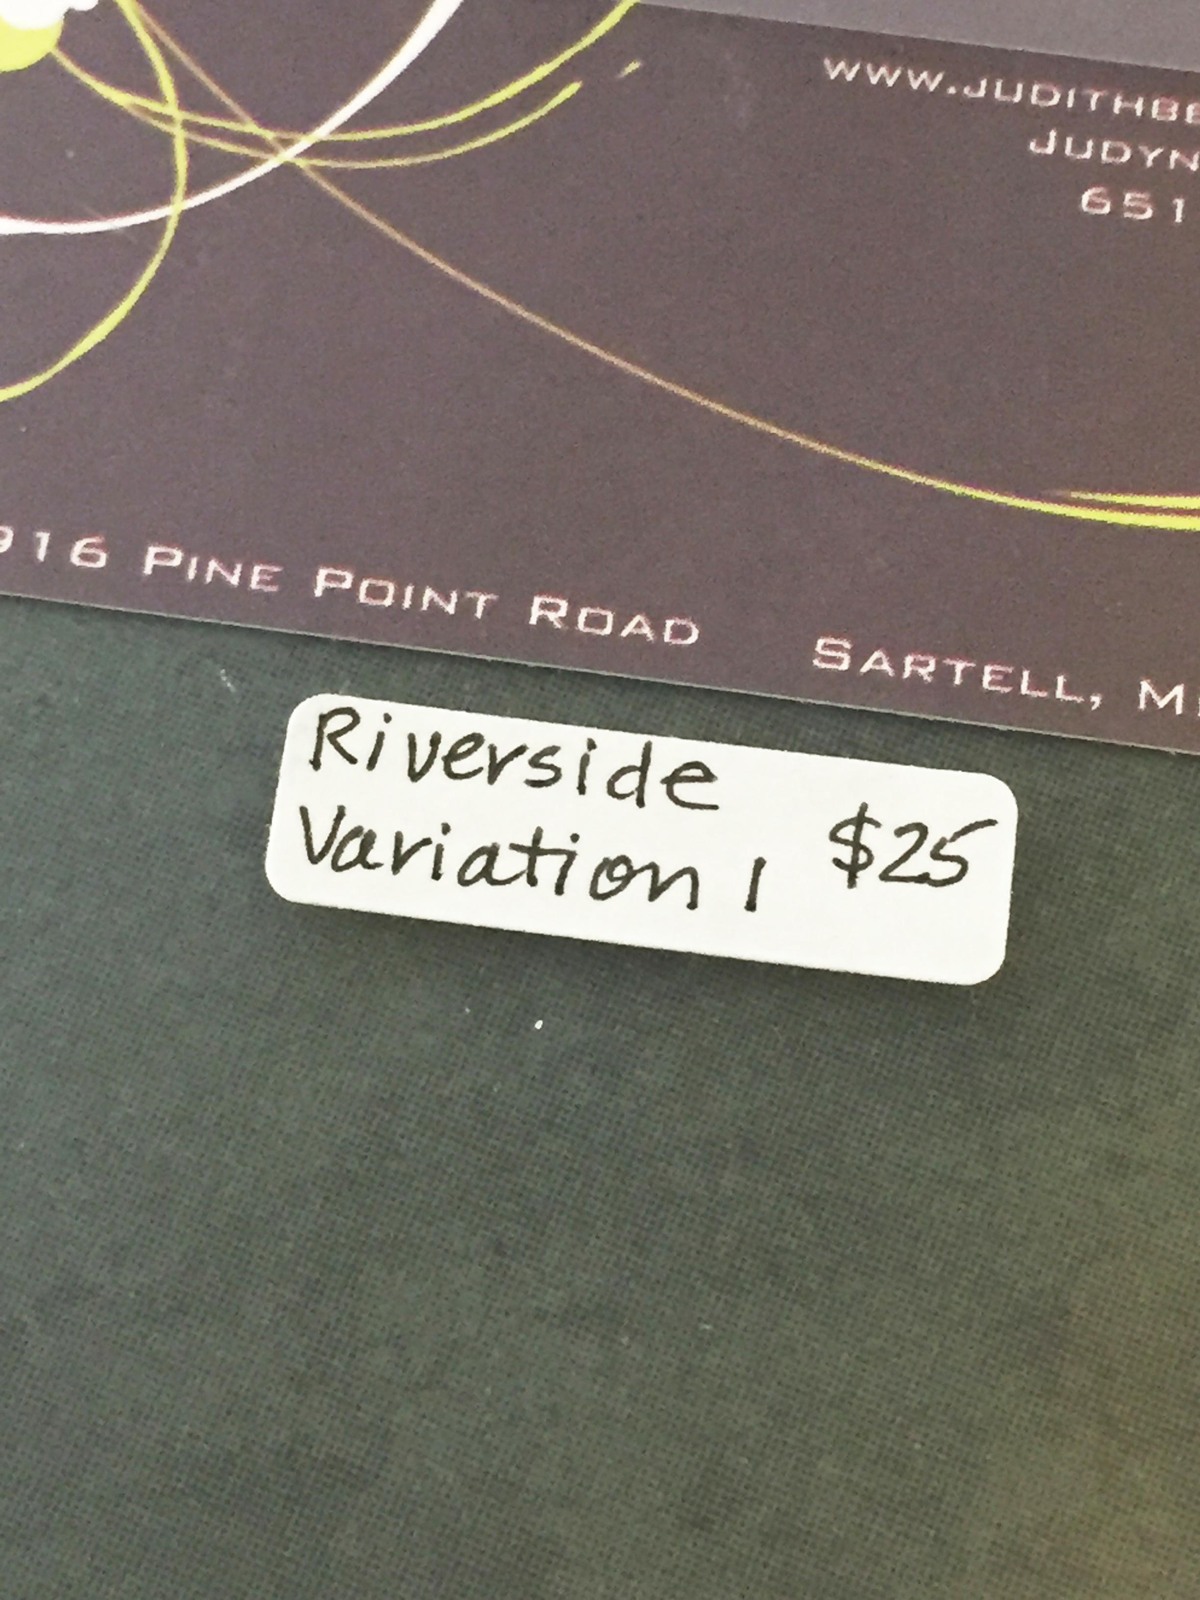 WWW.JUDITHBE
JUDYN
651
916 PINE POINT ROAD SARTELL, M
Riverside
Variation 1 $25